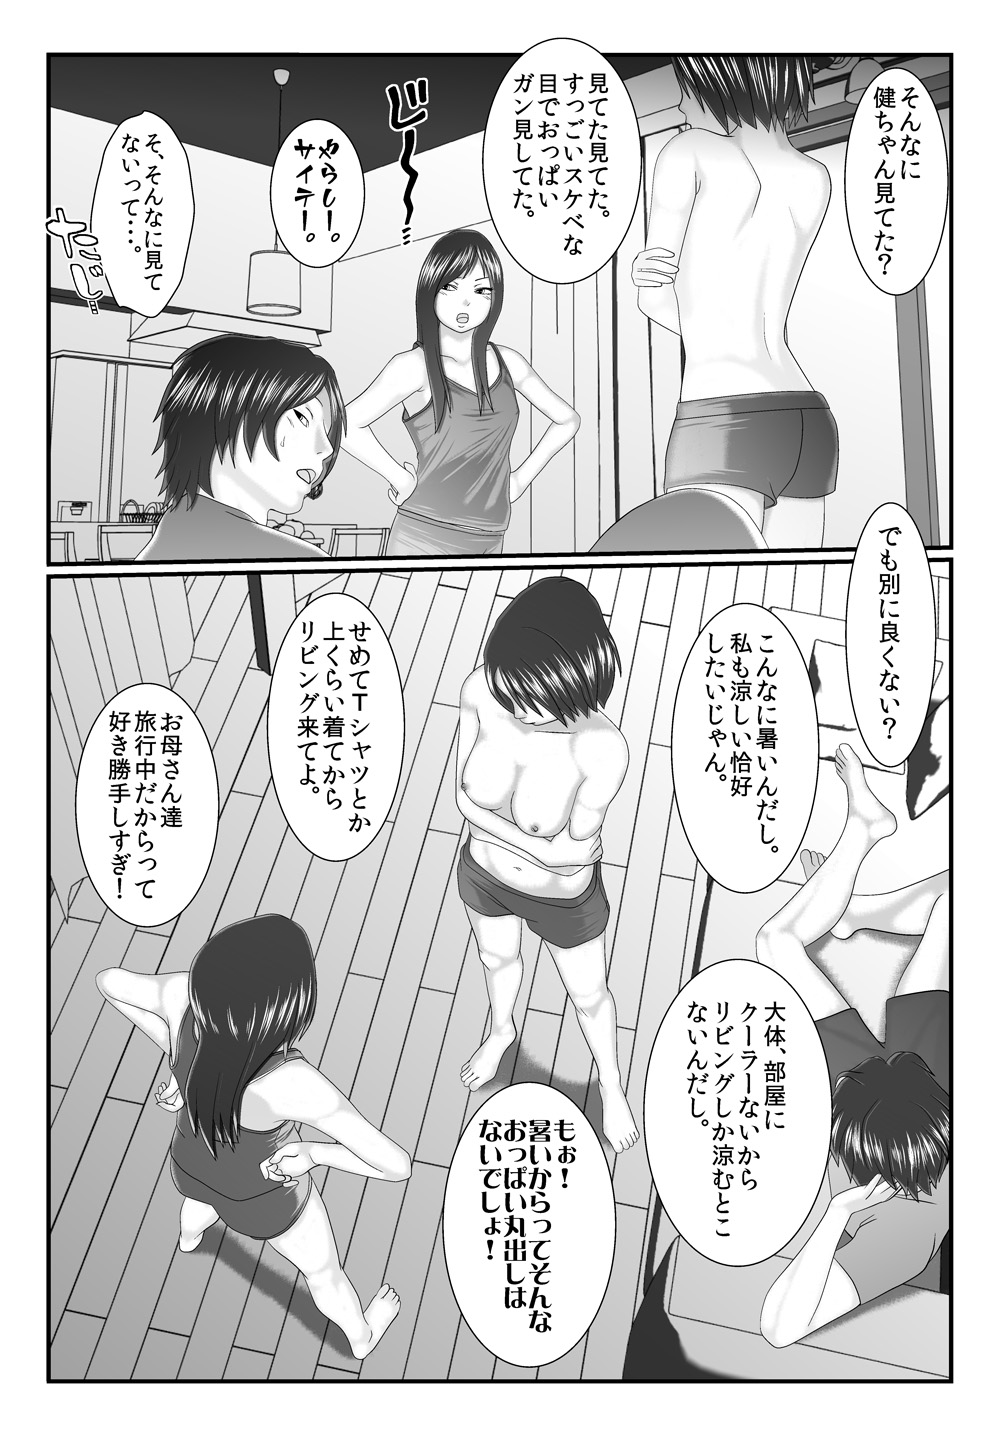 そんなに
健ちゃん見てた?
見てた見てた。
すっごいスケベな
目でおっぱい
ガン見してた。
じーーー
やらし!。
サイテー!。
そ、そんなに見て
ないって・・・。
たじ…
でも別に良くない?
こんなに暑いんだし。
私も涼しい恰好
したいじゃん。
せめてTシャツとか
上くらい着てから
リビング来てよ。
お母さん達
旅行中だからって
好き勝手しすぎ!
大体、部屋に
クーラーないから
リビングしか涼むとこ
ないんだし。
もぉ!
暑いからってそんな
おっぱい丸出しは
ないでしょ!